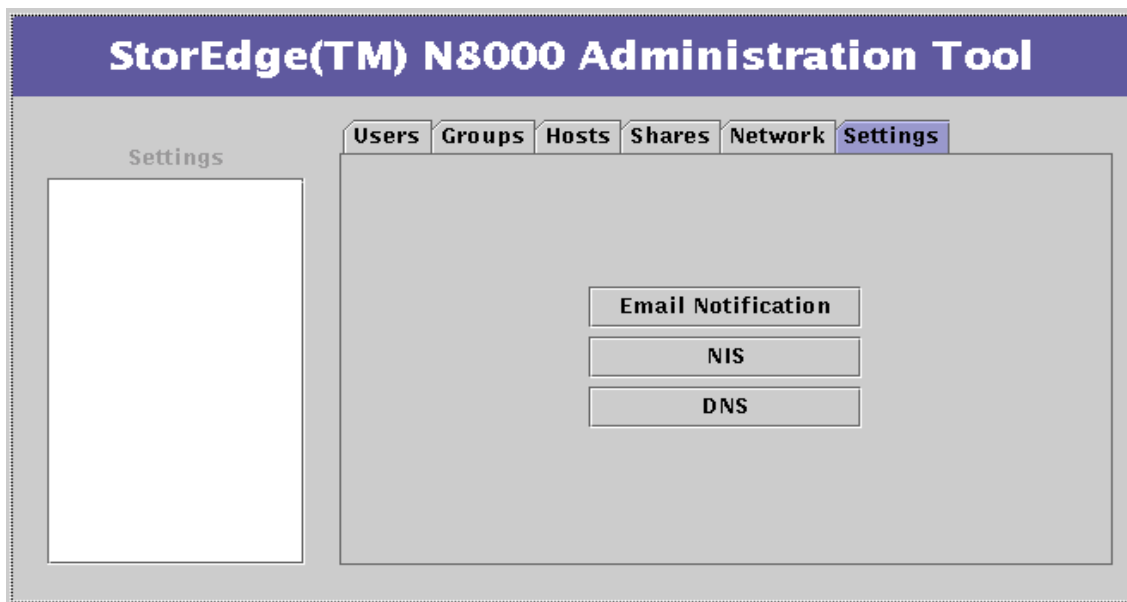 StorEdge(TM) N8000 Administration Tool
Settings
Users Groups Hosts Shares Network Settings
Email Notification
NIS
DNS